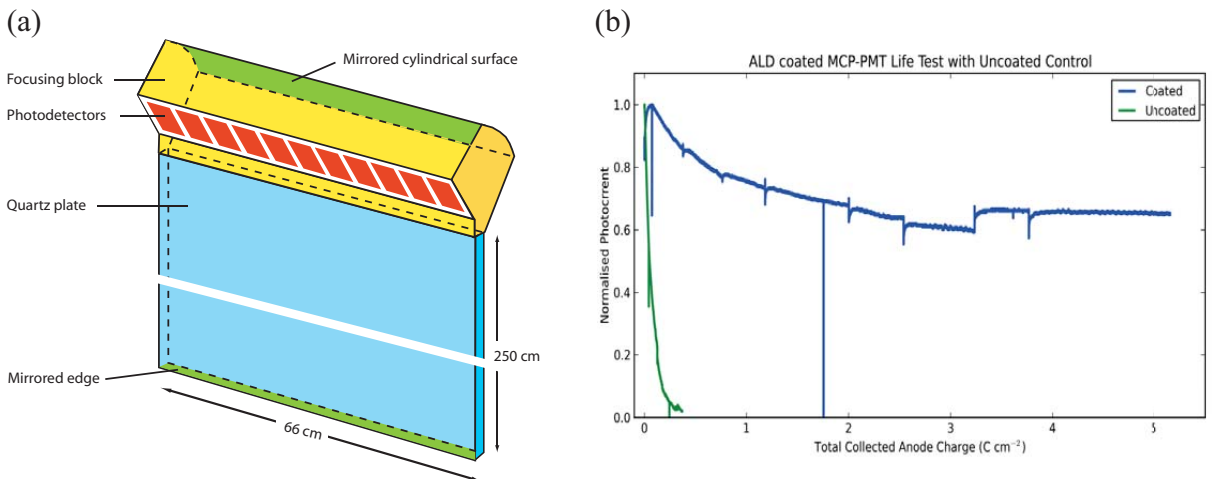 (a)
Mirrored cylindrical surface
Focusing block
Photodetectors
Quartz plate
250 cm
Mirrored edge
66 cm
(b)
ALD coated MCP-PMT Life Test with Uncoated Control
Coated
Uncoated
Normalised Photocrrent
1.0
0.8
0.6
0.4
0.2
0.0
0 1 2 3 4 5
Total Collected Anode Charge (C cm⁻²)